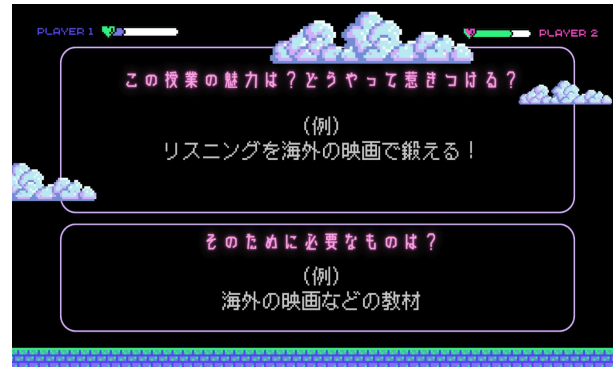 PLAYER 1
PLAYER 2
この授業の魅力は？どうやって惹きつける？
（例）
リスニングを海外の映画で鍛える！
そのために必要なものは？
（例）
海外の映画などの教材